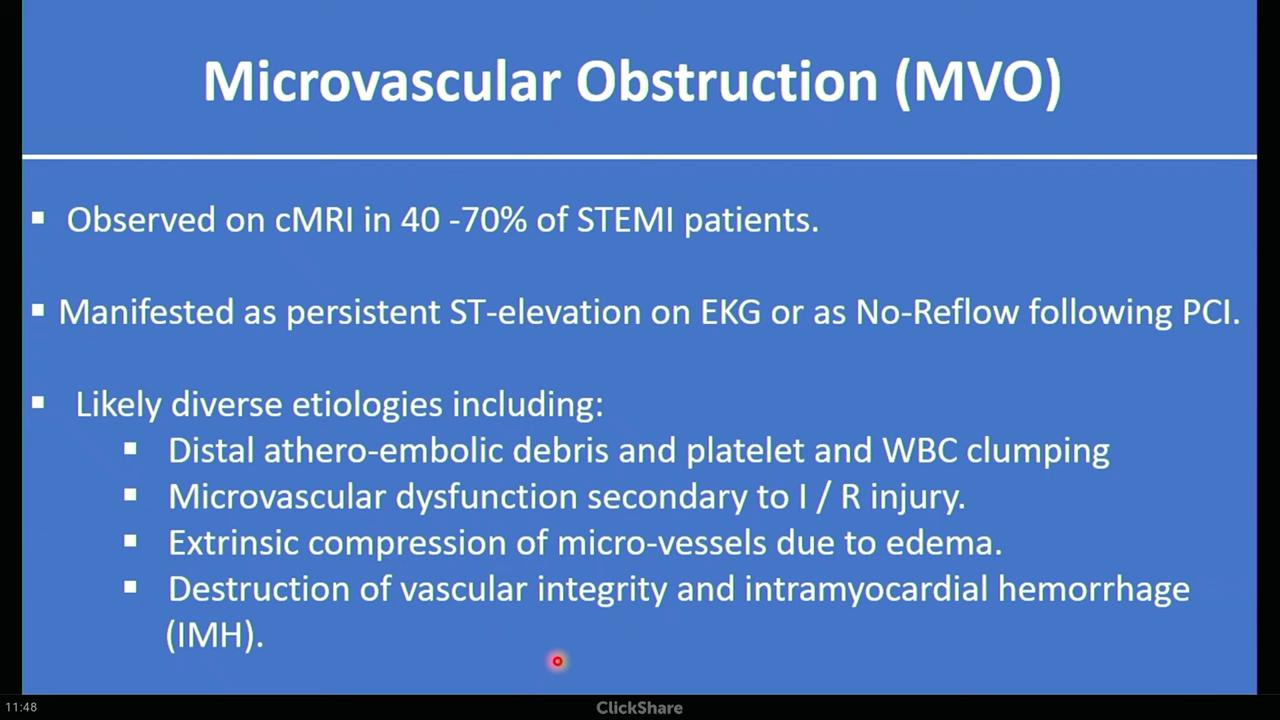 Microvascular Obstruction (MVO)
▪ Observed on cMRI in 40 -70% of STEMI patients.
▪ Manifested as persistent ST-elevation on EKG or as No-Reflow following PCI.
▪ Likely diverse etiologies including:
▪ Distal athero-embolic debris and platelet and WBC clumping
▪ Microvascular dysfunction secondary to I / R injury.
▪ Extrinsic compression of micro-vessels due to edema.
▪ Destruction of vascular integrity and intramyocardial hemorrhage
(IMH).
11:48
ClickShare